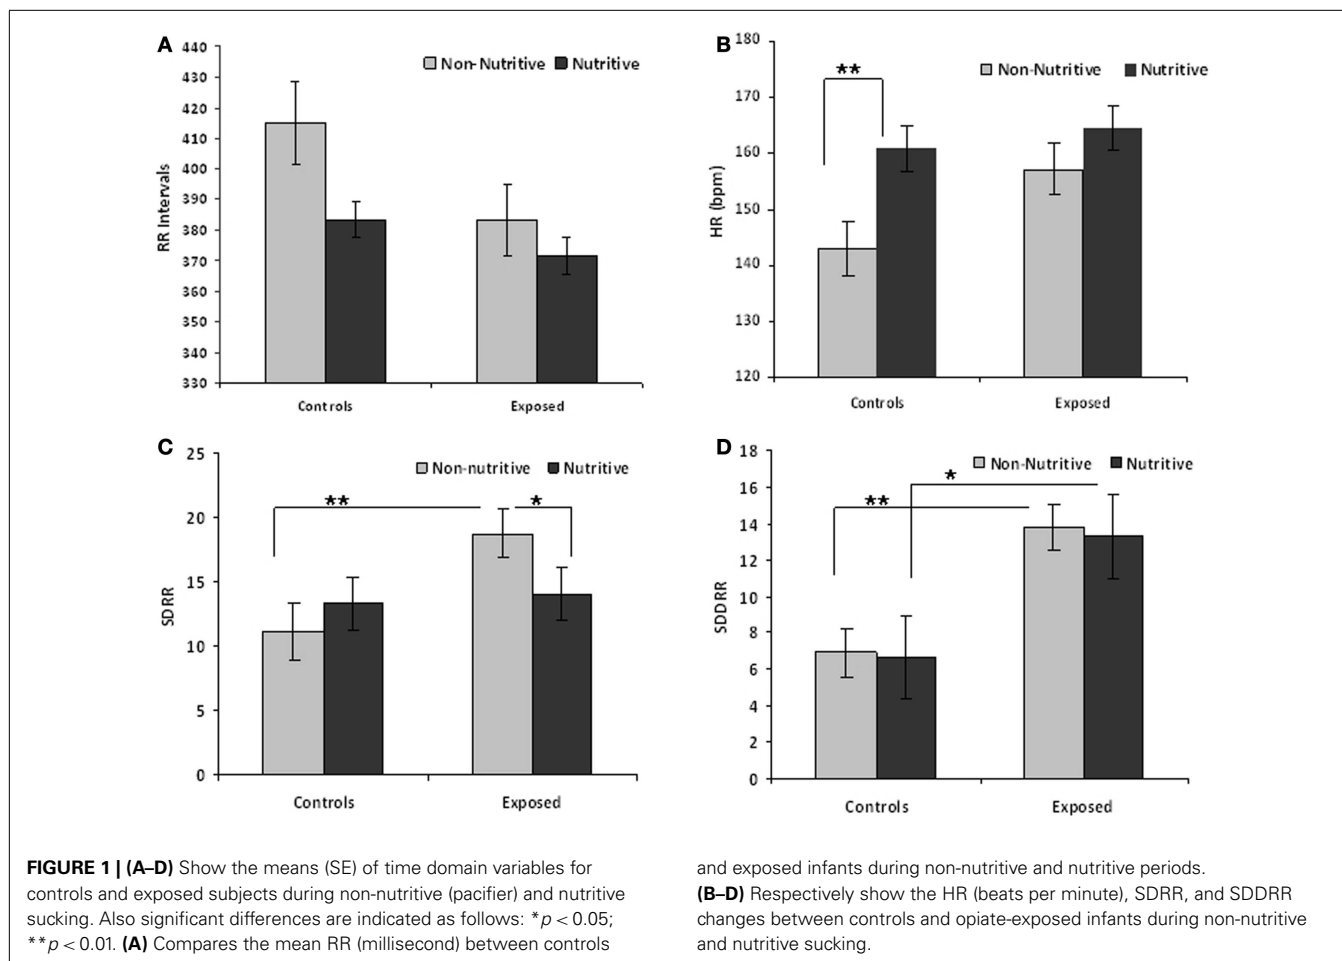 A
440
430
420
410
400
390
380
370
360
350
340
330
RR Intervals
Non-Nutritive Nutritive
Controls Exposed
B
180
170
160
150
140
130
120
HR (bpm)
Non-Nutritive Nutritive
**
Controls Exposed
C
25
20
15
10
5
0
SDRR
Non-nutritive Nutritive
** *
Controls Exposed
D
18
16
14
12
10
8
6
4
2
0
SDDRR
Non-Nutritive Nutritive
*
**
Controls Exposed
FIGURE 1 | (A–D) Show the means (SE) of time domain variables for
controls and exposed subjects during non-nutritive (pacifier) and nutritive
sucking. Also significant differences are indicated as follows: *p < 0.05;
**p < 0.01. (A) Compares the mean RR (millisecond) between controls
and exposed infants during non-nutritive and nutritive periods.
(B–D) Respectively show the HR (beats per minute), SDRR, and SDDRR
changes between controls and opiate-exposed infants during non-nutritive
and nutritive sucking.